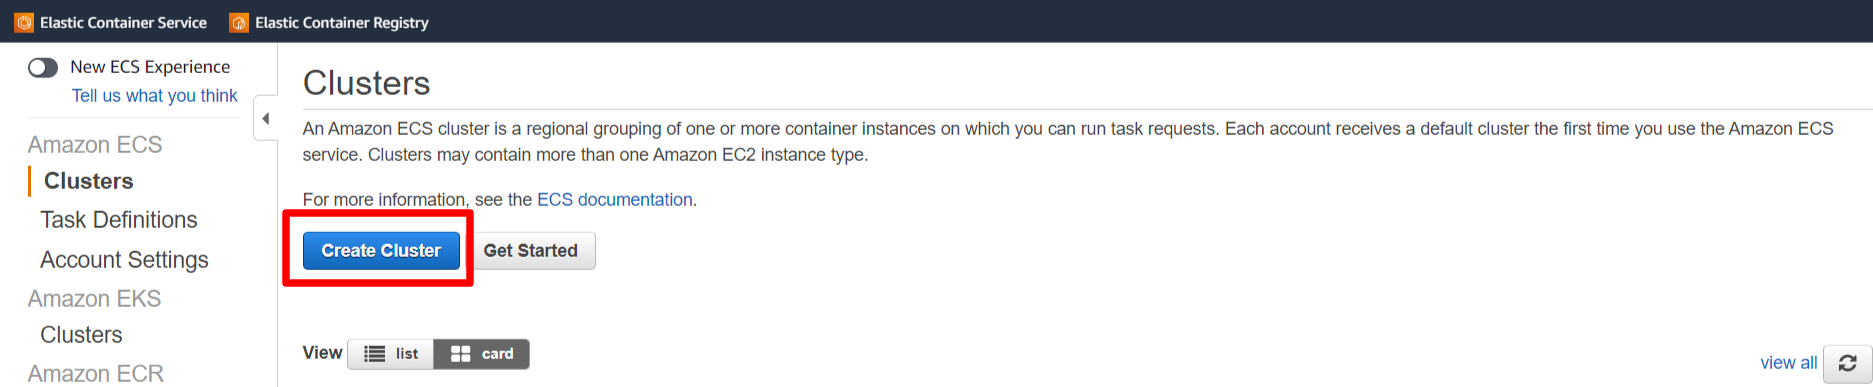 Elastic Container Service Elastic Container Registry
New ECS Experience
Tell us what you think
Amazon ECS
Clusters
Task Definitions
Account Settings
Amazon EKS
Clusters
Amazon ECR
Clusters
An Amazon ECS cluster is a regional grouping of one or more container instances on which you can run task requests. Each account receives a default cluster the first time you use the Amazon ECS
service. Clusters may contain more than one Amazon EC2 instance type.
For more information, see the ECS documentation.
Create Cluster Get Started
View list card
view all